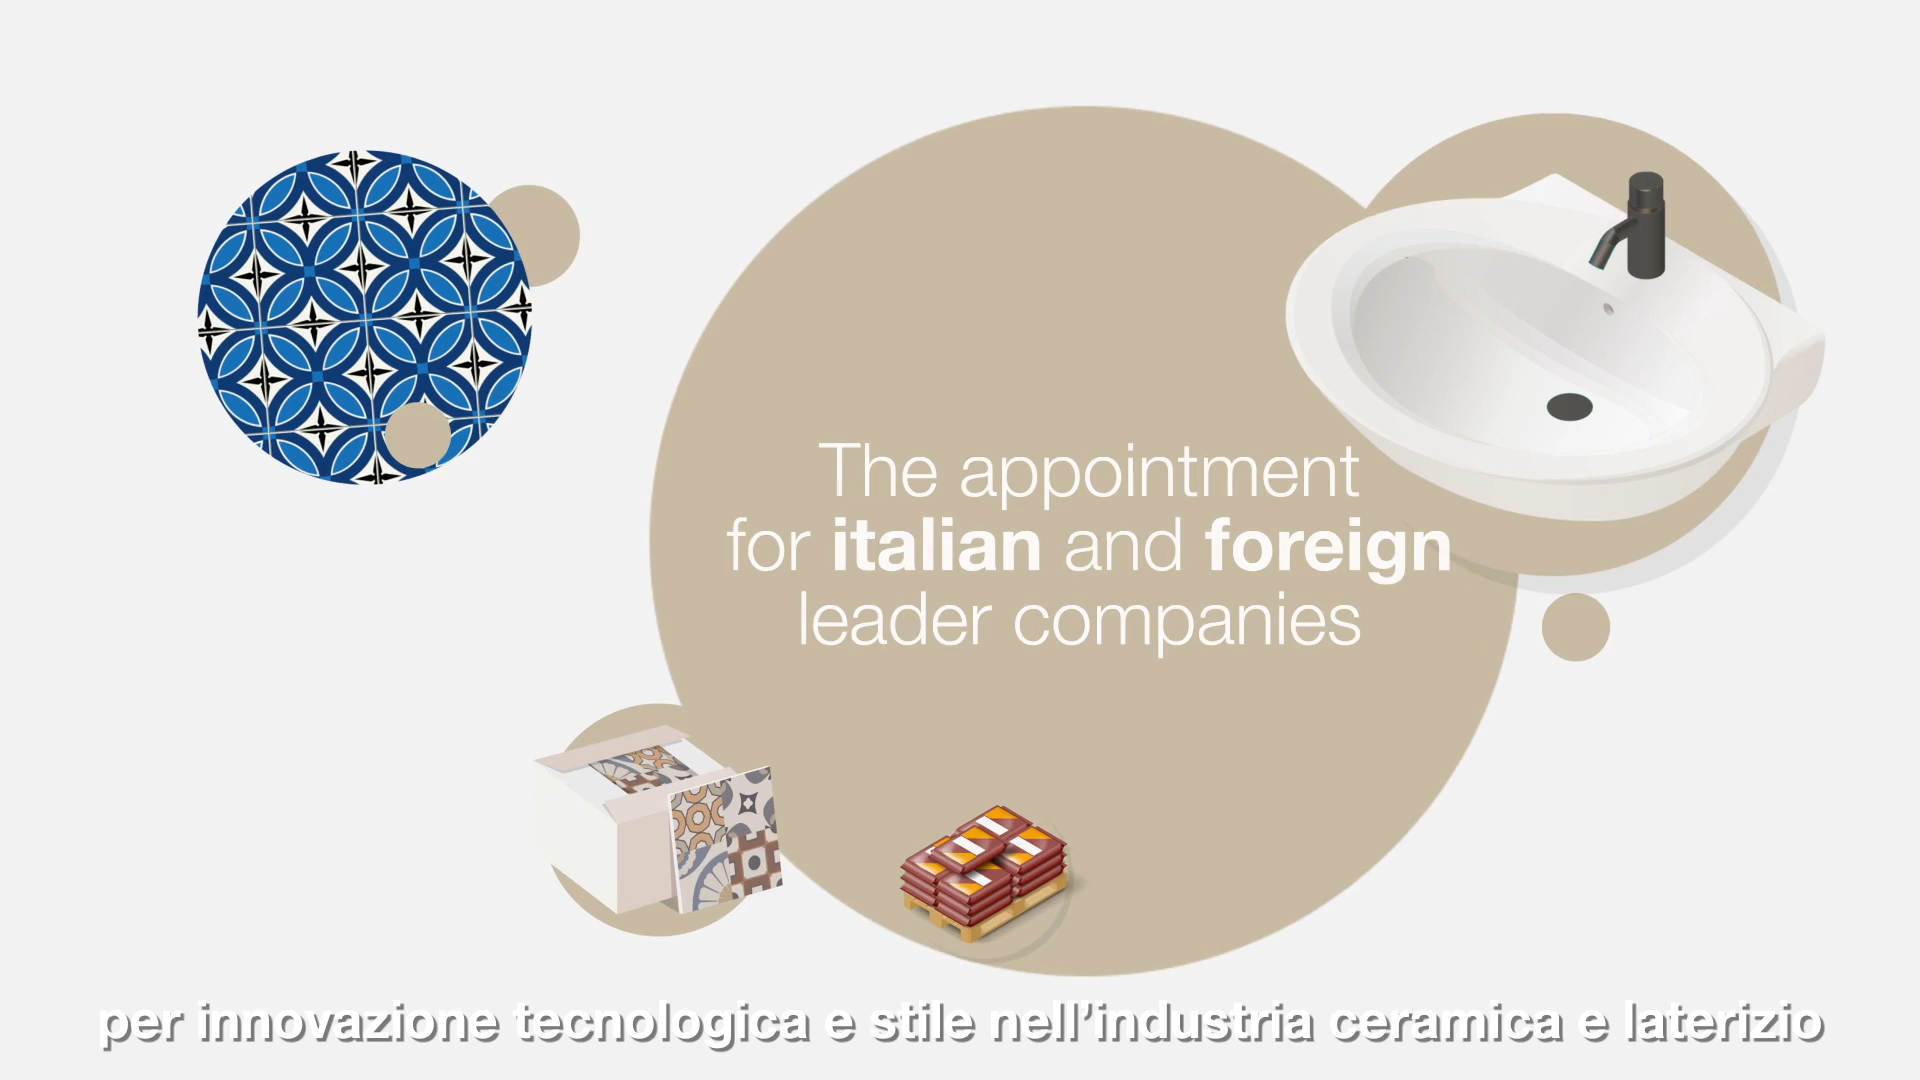 The appointment
for italian and foreign
leader companies
per innovazione tecnologica e stile nell'industria ceramica e laterizio